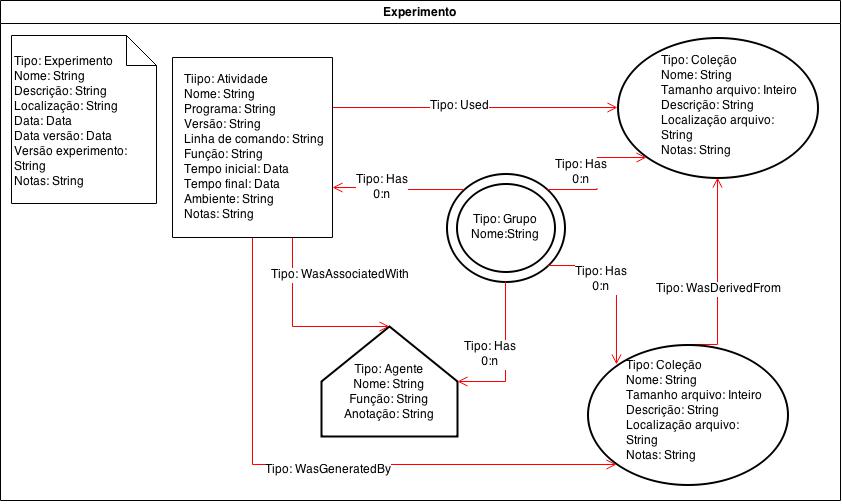 Experimento
Tipo: Experimento
Nome: String
Descrição: String
Localização: String
Data: Data
Data versão: Data
Versão experimento:
String
Notas: String
Tiipo: Atividade
Nome: String
Programa: String
Versão: String
Linha de comando: String
Função: String
Tempo inicial: Data
Tempo final: Data
Ambiente: String
Notas: String
Tipo: Used
Tipo: Coleção
Nome: String
Tamanho arquivo: Inteiro
Descrição: String
Localização arquivo:
String
Notas: String
Tipo: Has
0:n
Tipo: Has
0:n
Tipo: Grupo
Nome:String
Tipo: WasAssociatedWith
Tipo: Has
0:n
Tipo: WasDerivedFrom
Tipo: Has
0:n
Tipo: Agente
Nome: String
Função: String
Anotação: String
Tipo: Coleção
Nome: String
Tamanho arquivo: Inteiro
Descrição: String
Localização arquivo:
String
Notas: String
Tipo: WasGeneratedBy